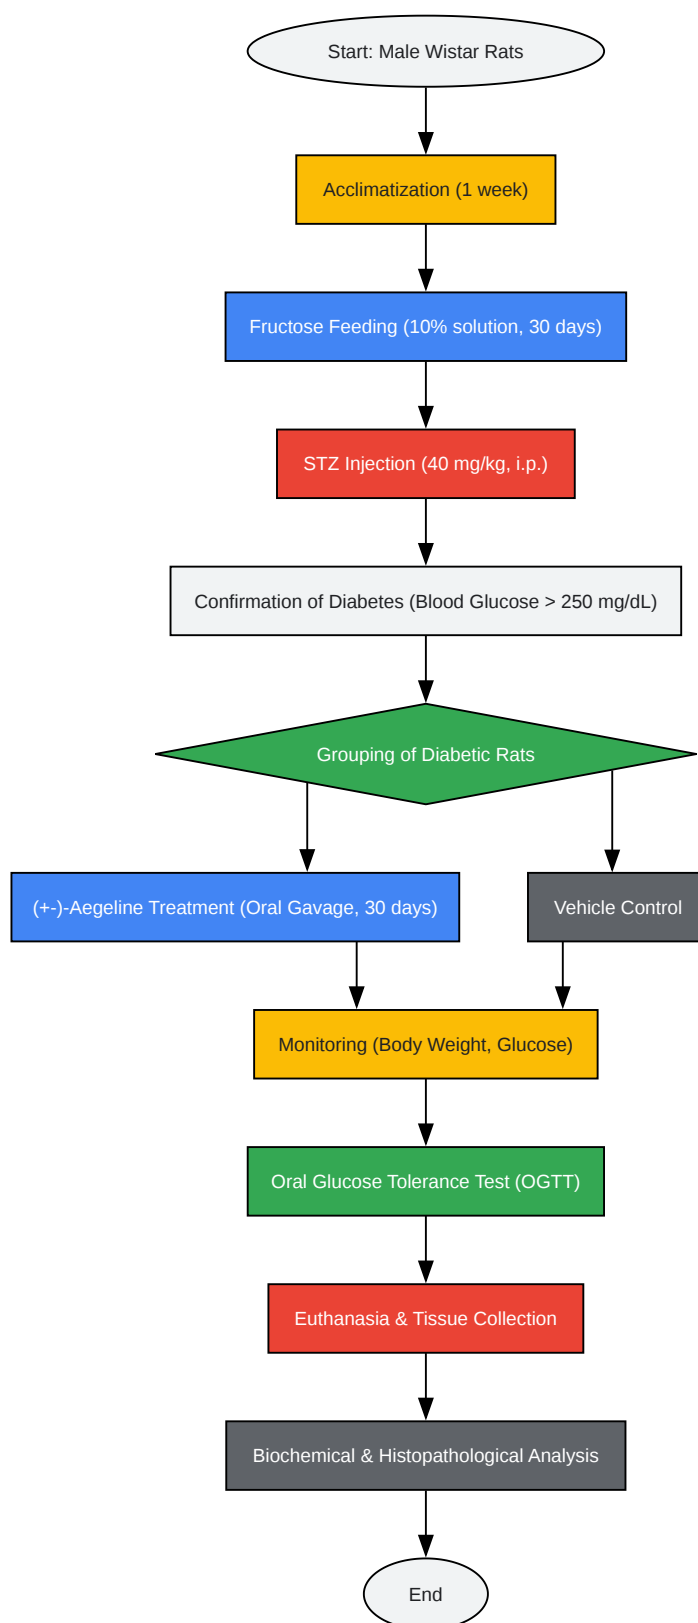 Start: Male Wistar Rats
Acclimatization (1 week)
Fructose Feeding (10% solution, 30 days)
STZ Injection (40 mg/kg, i.p.)
Confirmation of Diabetes (Blood Glucose > 250 mg/dL)
Grouping of Diabetic Rats
(+-)-Aegeline Treatment (Oral Gavage, 30 days)
Vehicle Control
Monitoring (Body Weight, Glucose)
Oral Glucose Tolerance Test (OGTT)
Euthanasia & Tissue Collection
Biochemical & Histopathological Analysis
End